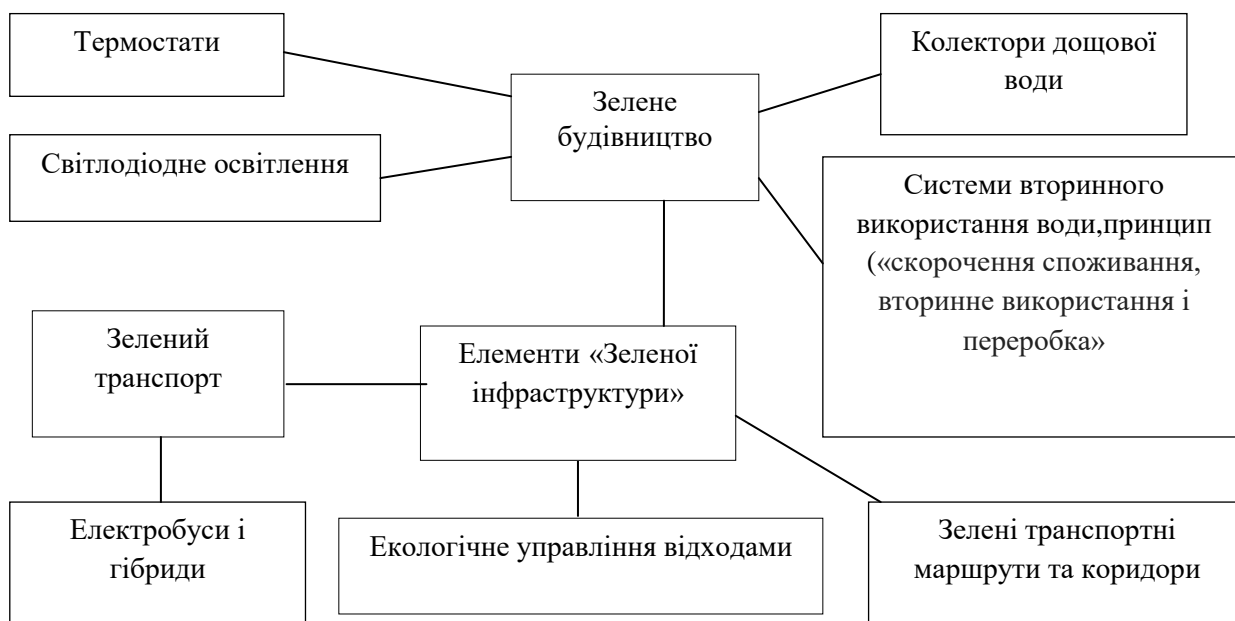 Термостати
Колектори дощової
води
Зелене
будівництво
Світлодіодне освітлення
Системи вторинного
використання води,принцип
(«скорочення споживання,
вторинне використання і
переробка»
Зелений
транспорт
Елементи «Зеленої
інфраструктури»
Електробуси і
гібриди
Екологічне управління відходами
Зелені транспортні
маршрути та коридори